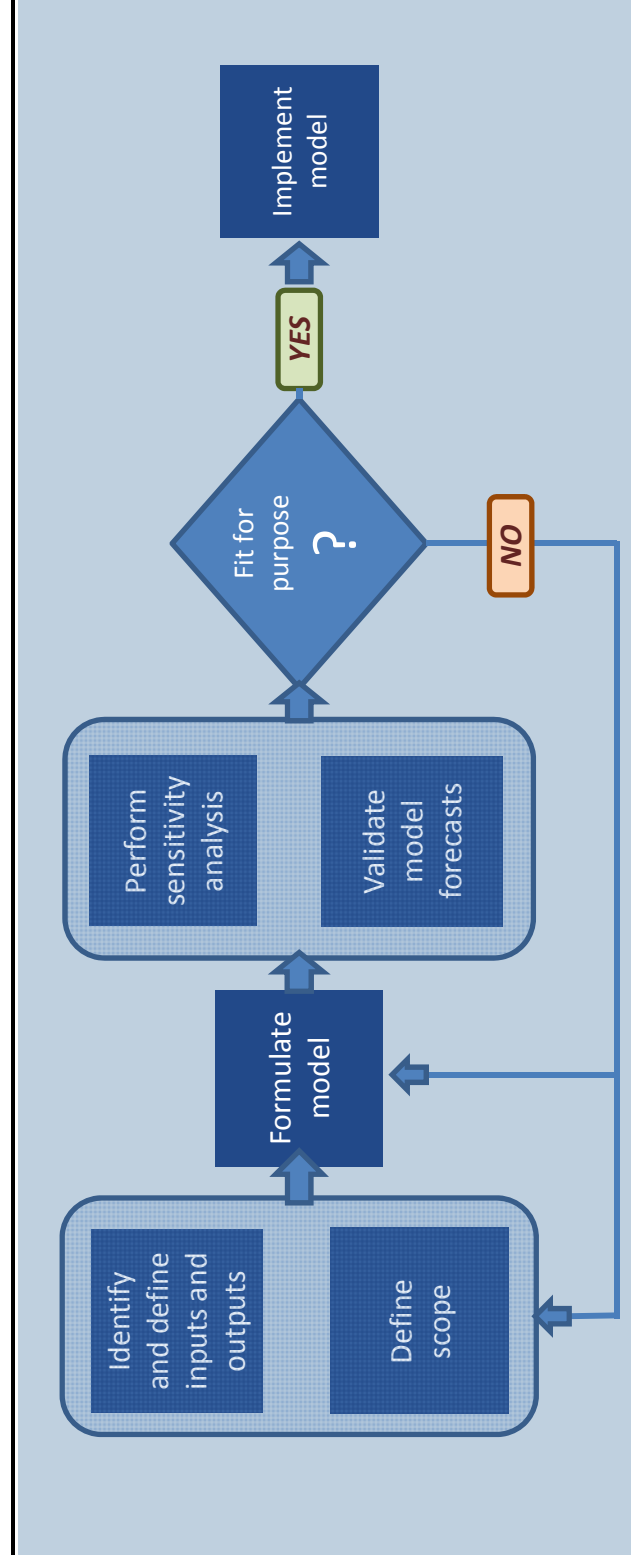 Identify
and define
inputs and
outputs
Define
scope
Formulate
model
Perform
sensitivity
analysis
Validate
model
forecasts
Fit for
purpose
?
YES
NO
Implement
model